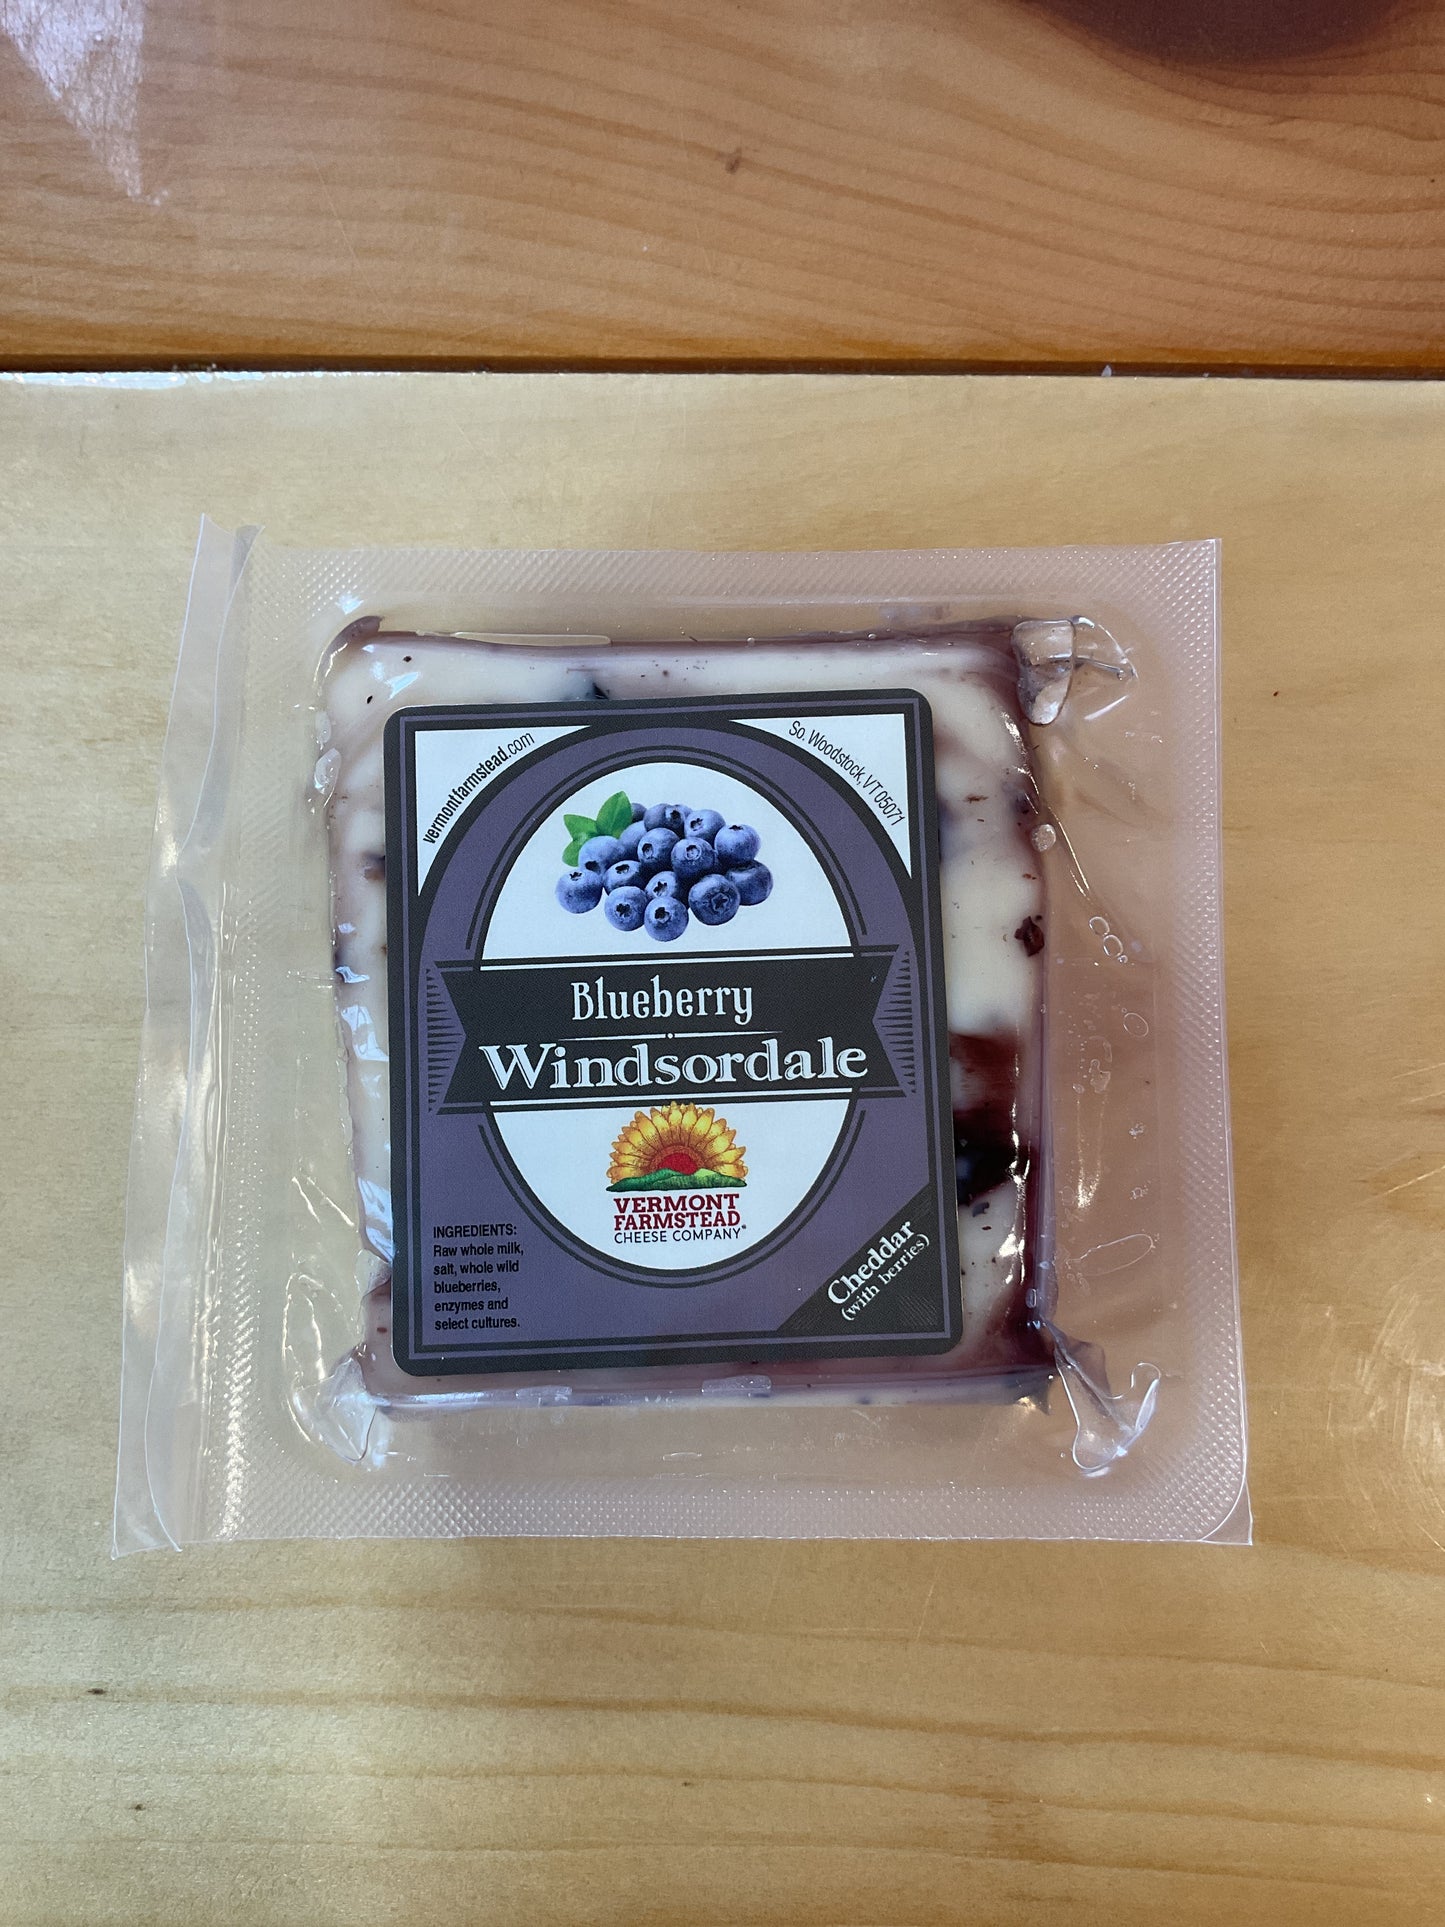 vermontfarmstead.com
So. Woodstock, VT 05071
Blueberry
Windsordale
VERMONT
FARMSTEAD
CHEESE COMPANY®
INGREDIENTS:
Raw whole milk,
salt, whole wild
blueberries,
enzymes and
select cultures.
Cheddar
(with berries)